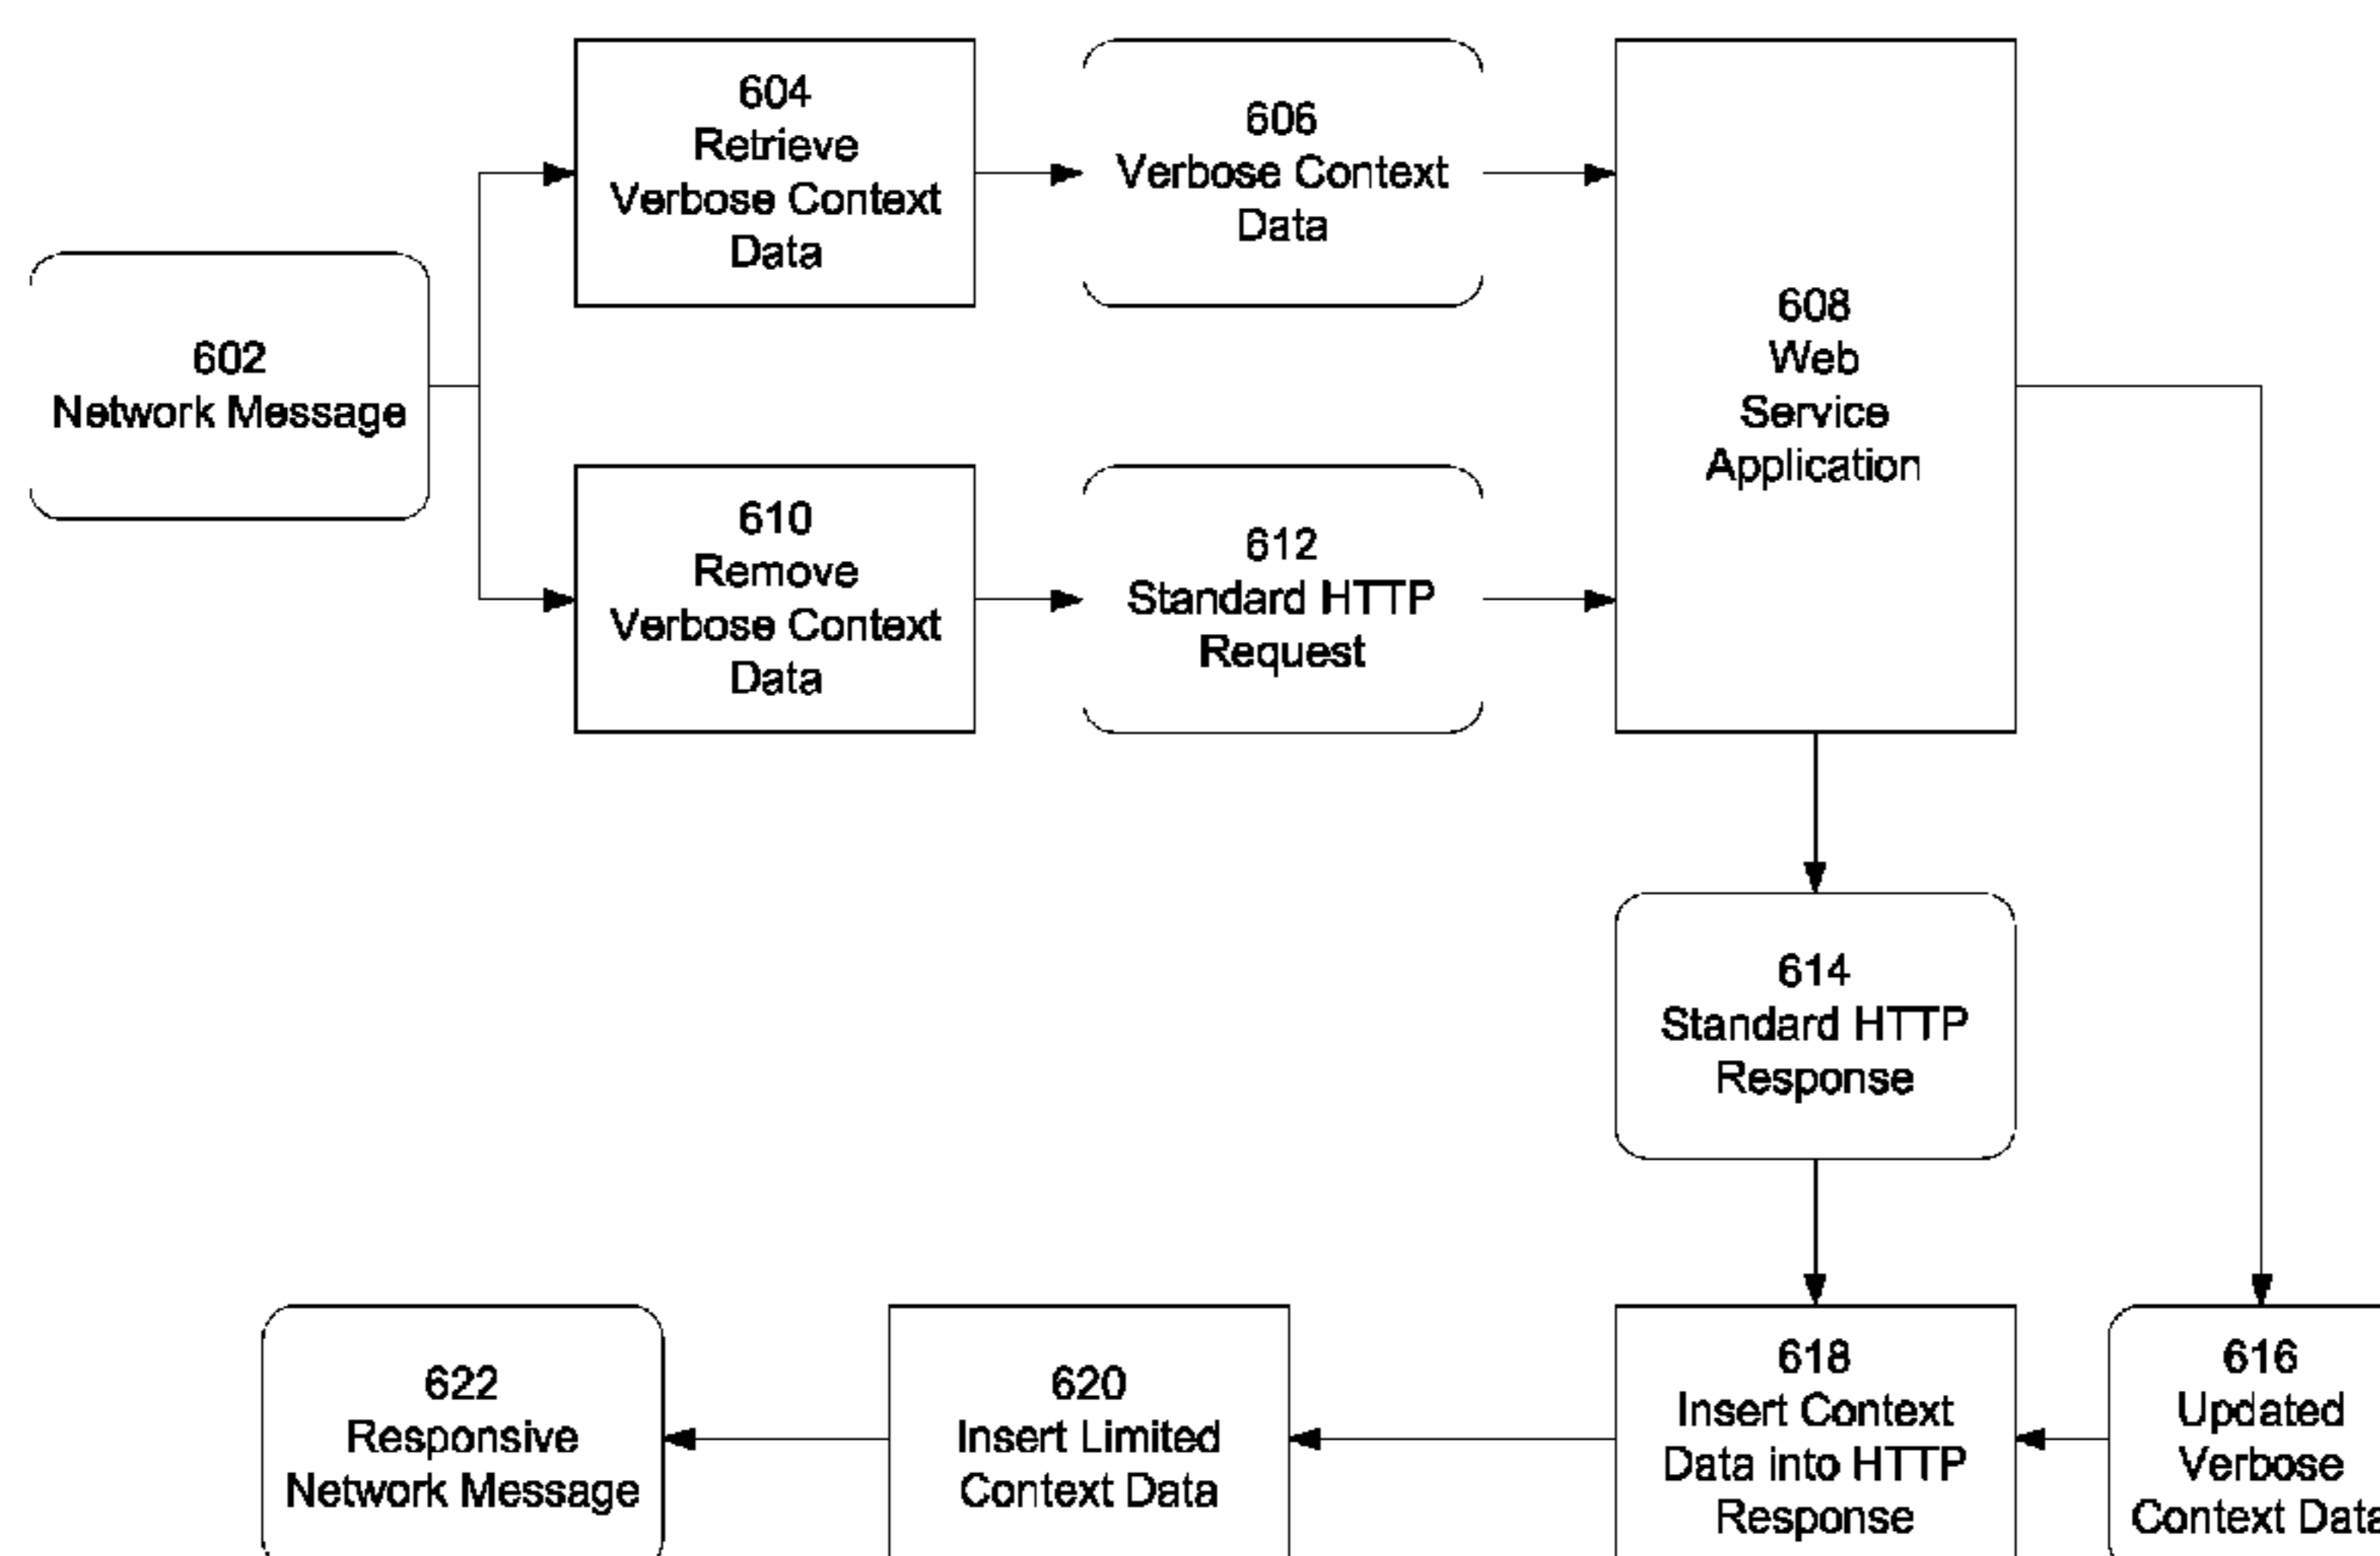 604
Retrieve
Verbose Context
Data
606
Verbose Context
Data
608
Web
Service
Application
602
Network Message
610
Remove
Verbose Context
Data
612
Standard HTTP
Request
614
Standard HTTP
Response
622
Responsive
Network Message
620
Insert Limited
Context Data
618
Insert Context
Data into HTTP
Response
616
Updated
Verbose
Context Data